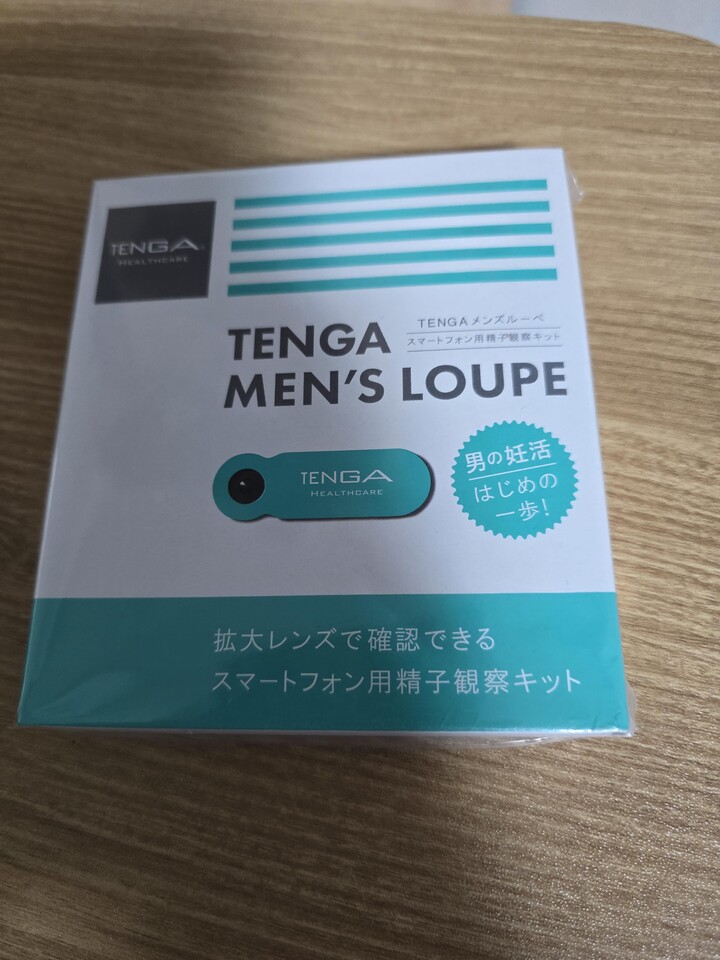 TENGA
HEALTHCARE
TENGAメンズルーペ
スマートフォン用精子観察キット
TENGA
MEN'S LOUPE
TENGA
HEALTHCARE
男の妊活
はじめの
一歩!
拡大レンズで確認できる
スマートフォン用精子観察キット